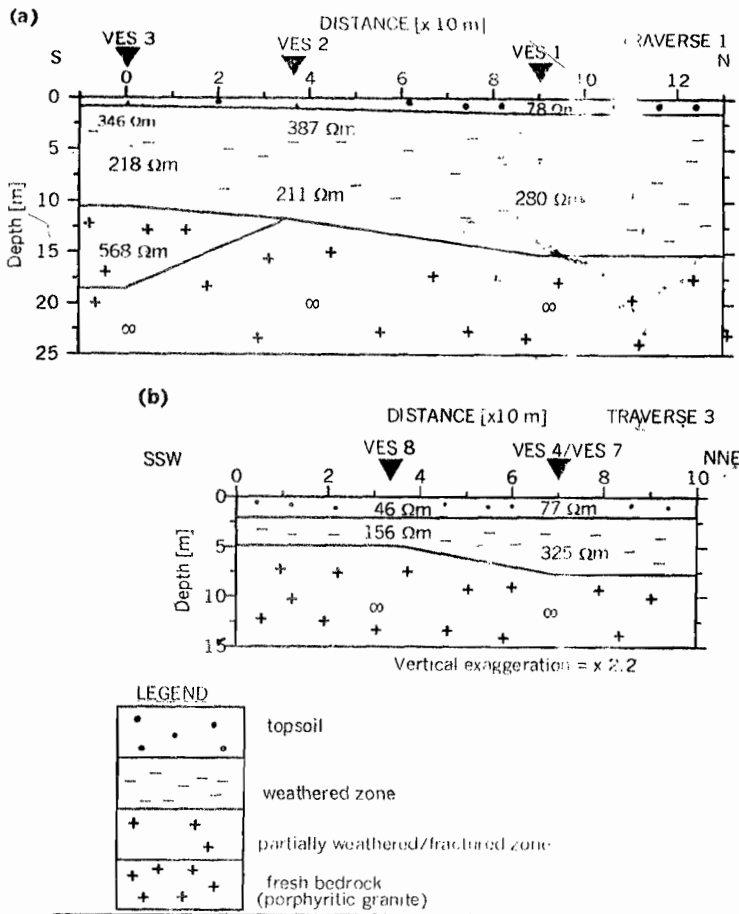 (a)
DISTANCE [x 10 m]
VES 3 VES 2 VES 1 RAVERSE 1
S N
0 2 4 6 8 10 12
0
5
10
15
20
25
Depth [m]
78 Ωm
346 Ωm 387 Ωm
218 Ωm
211 Ωm 280 Ωm
568 Ωm
∞ ∞ ∞
(b)
DISTANCE [x10 m] TRAVERSE 3
VES 8 VES 4/VES 7
SSW NNE
0 2 4 6 8 10
0
5
10
15
Depth [m]
46 Ωm 77 Ωm
156 Ωm
325 Ωm
∞ ∞
Vertical exaggeration = x 2.2
LEGEND
topsoil
weathered zone
partially weathered/fractured zone
fresh bedrock
(porphyritic granite)